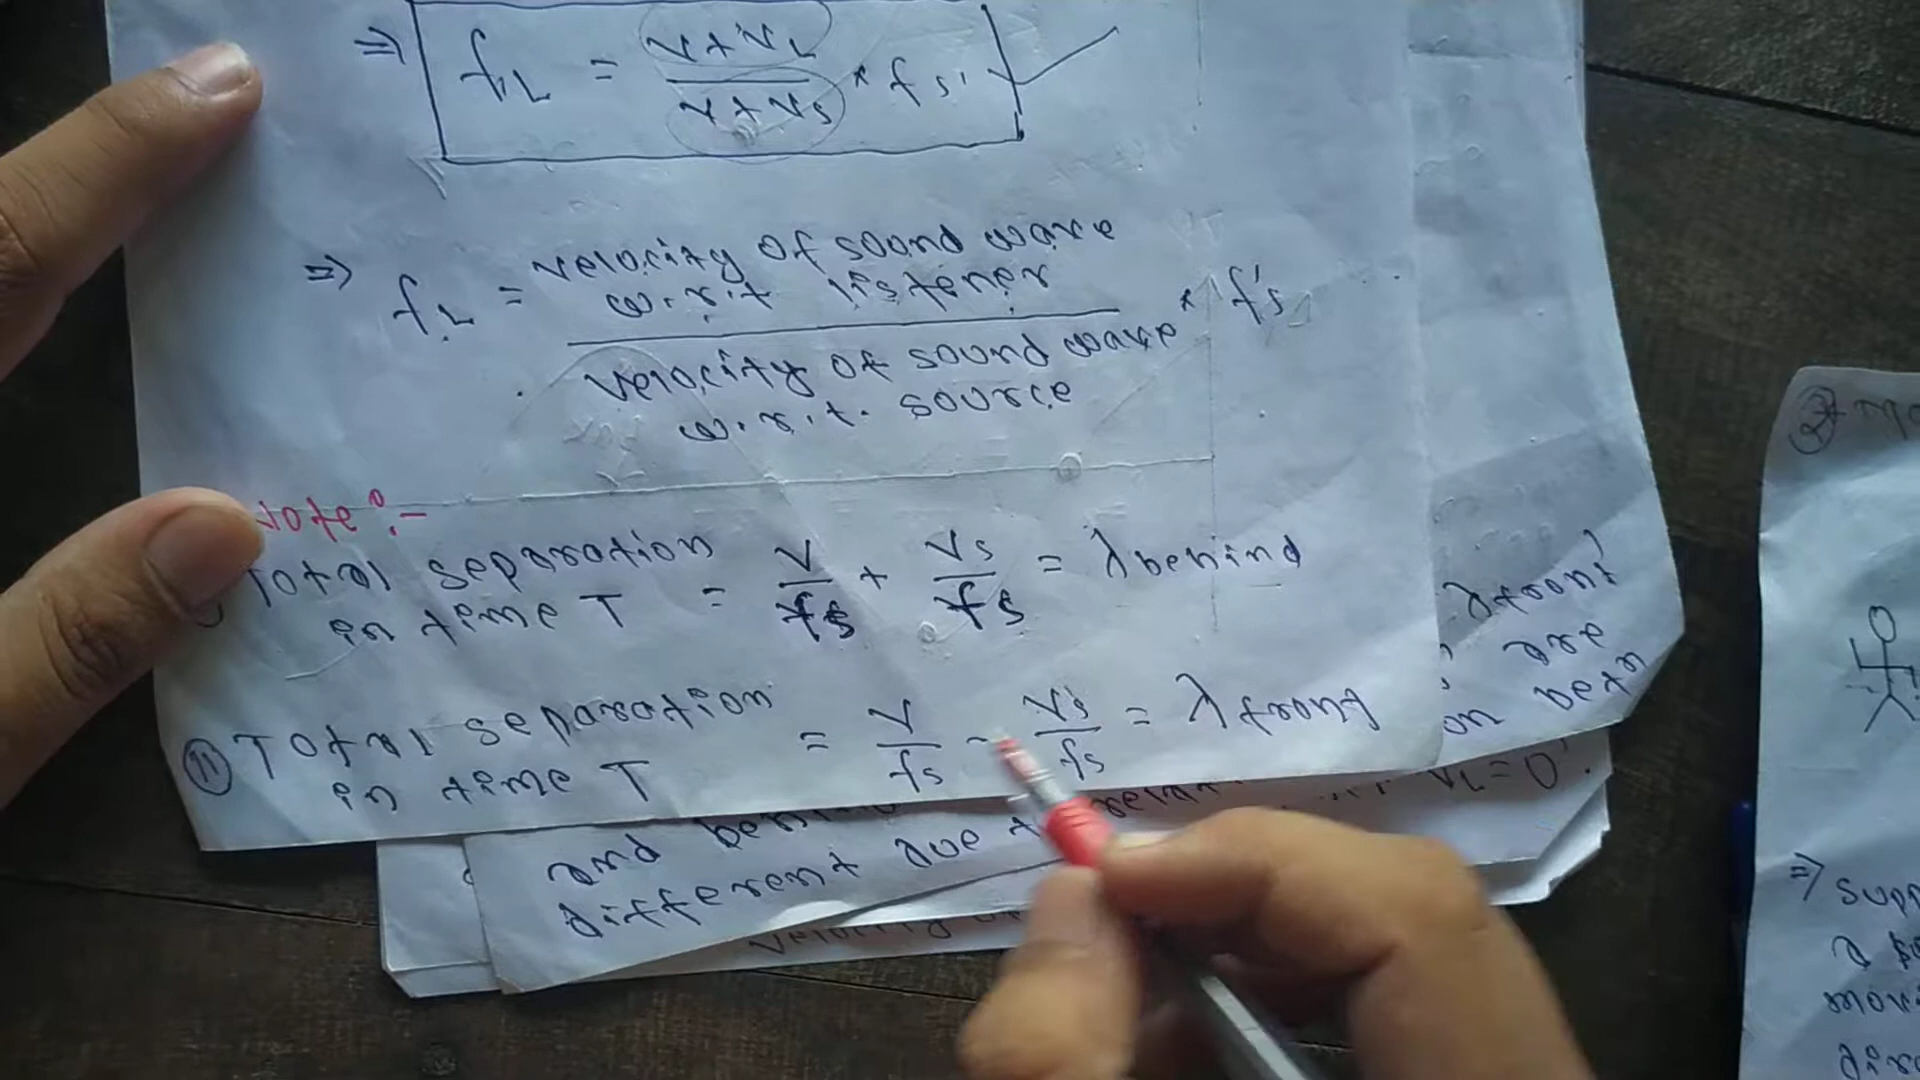 ⇒ fL = (v+vL)/(v+vs) * fs'
⇒ fL = velocity of sound wave w.r.t listener / velocity of sound wave w.r.t. source * f's
Note:-
Total separation in time T = v/fs + vs/fs = λ behind
(ii) Total separation in time T = v/fs - vs/fs = λ front
λ front
are
on
and
different due
vL = 0
velocity
⇒
a